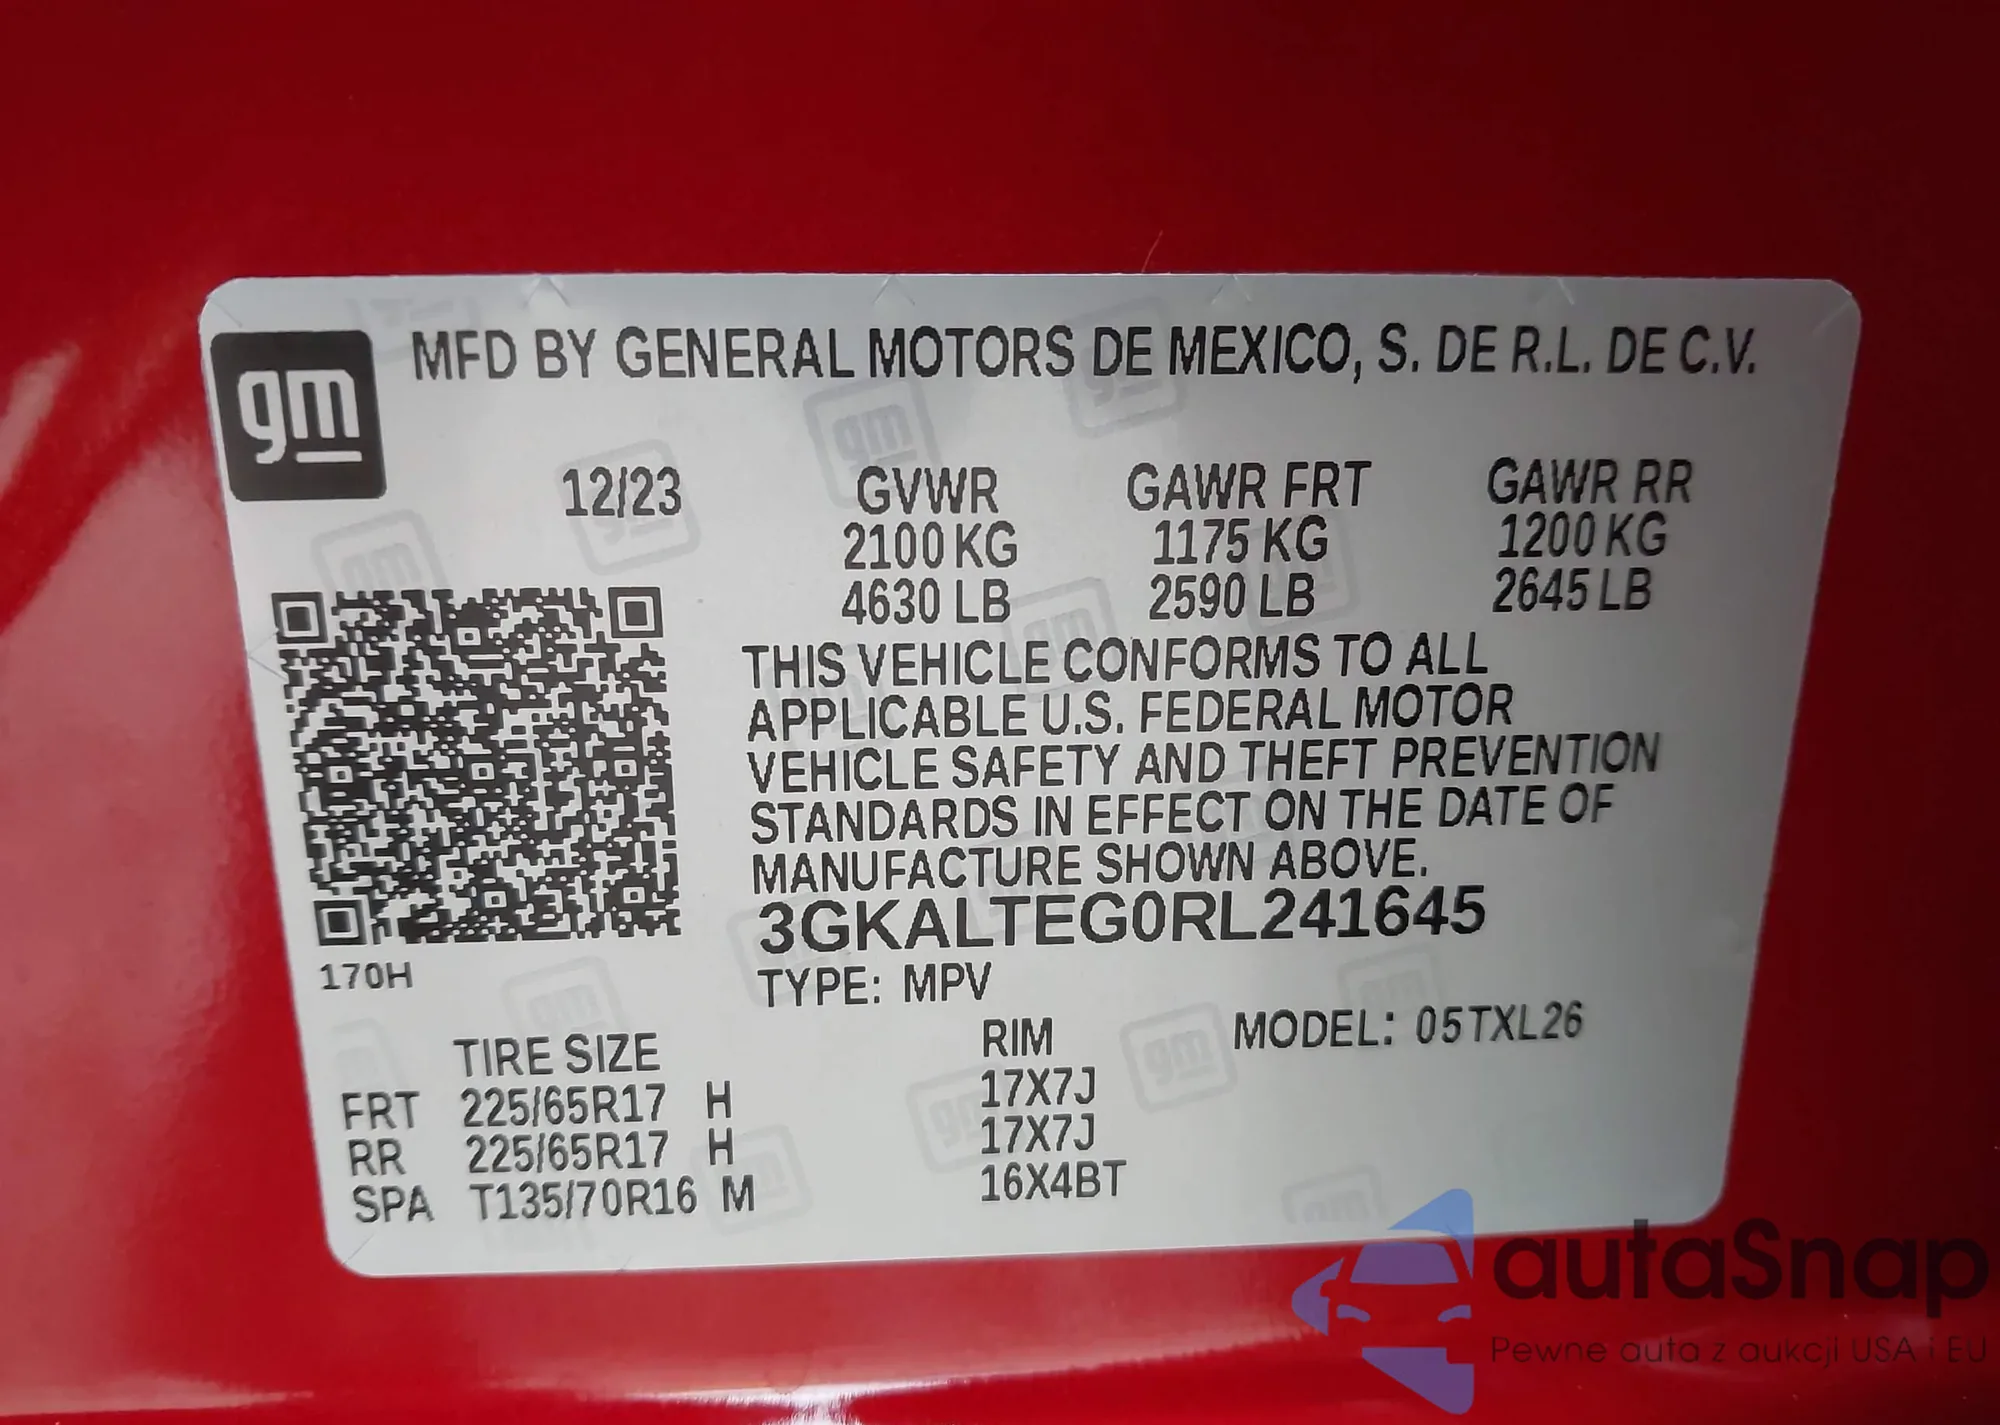 gm
MFD BY GENERAL MOTORS DE MEXICO, S. DE R.L. DE C.V.
12/23 GVWR GAWR FRT GAWR RR
2100 KG 1175 KG 1200 KG
4630 LB 2590 LB 2645 LB
THIS VEHICLE CONFORMS TO ALL
APPLICABLE U.S. FEDERAL MOTOR
VEHICLE SAFETY AND THEFT PREVENTION
STANDARDS IN EFFECT ON THE DATE OF
MANUFACTURE SHOWN ABOVE.
3GKALTEG0RL241645
170H
TYPE: MPV
TIRE SIZE RIM MODEL: 05TXL26
FRT 225/65R17 H 17X7J
RR 225/65R17 H 17X7J
SPA T135/70R16 M 16X4BT
autaSnap
Pewne auta z aukcji USA i EU